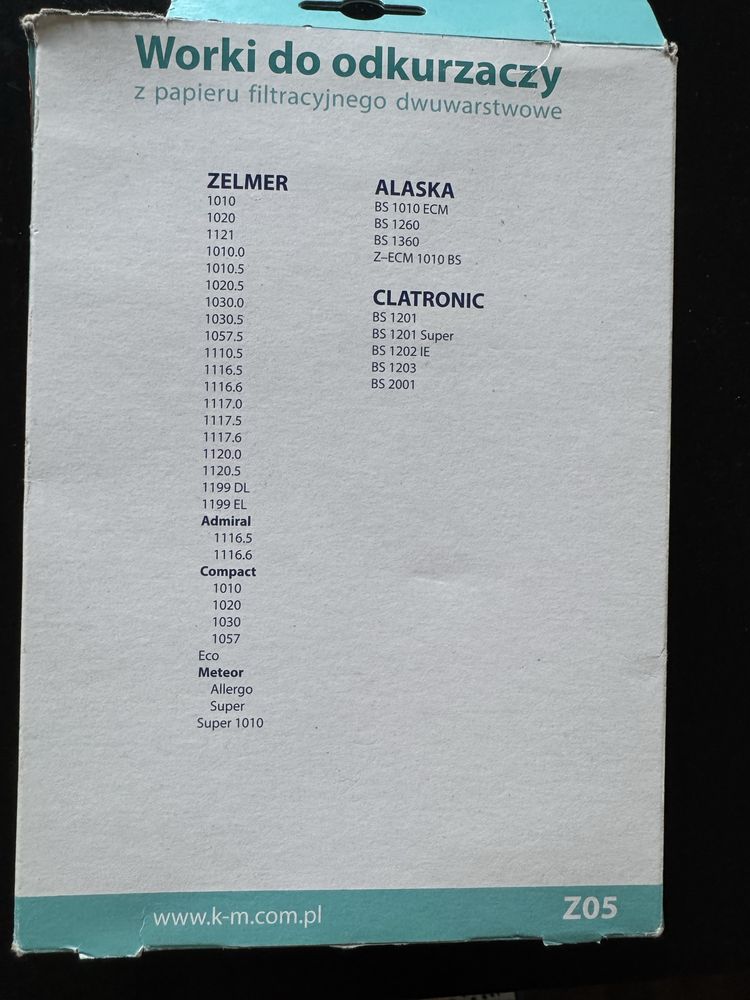 Worki do odkurzaczy
z papieru filtracyjnego dwuwarstwowe
ZELMER
1010
1020
1121
1010.0
1010.5
1020.5
1030.0
1030.5
1057.5
1110.5
1116.5
1116.6
1117.0
1117.5
1117.6
1120.0
1120.5
1199 DL
1199 EL
Admiral
1116.5
1116.6
Compact
1010
1020
1030
1057
Eco
Meteor
Allergo
Super
Super 1010
ALASKA
BS 1010 ECM
BS 1260
BS 1360
Z–ECM 1010 BS
CLATRONIC
BS 1201
BS 1201 Super
BS 1202 IE
BS 1203
BS 2001
www.k-m.com.pl
Z05